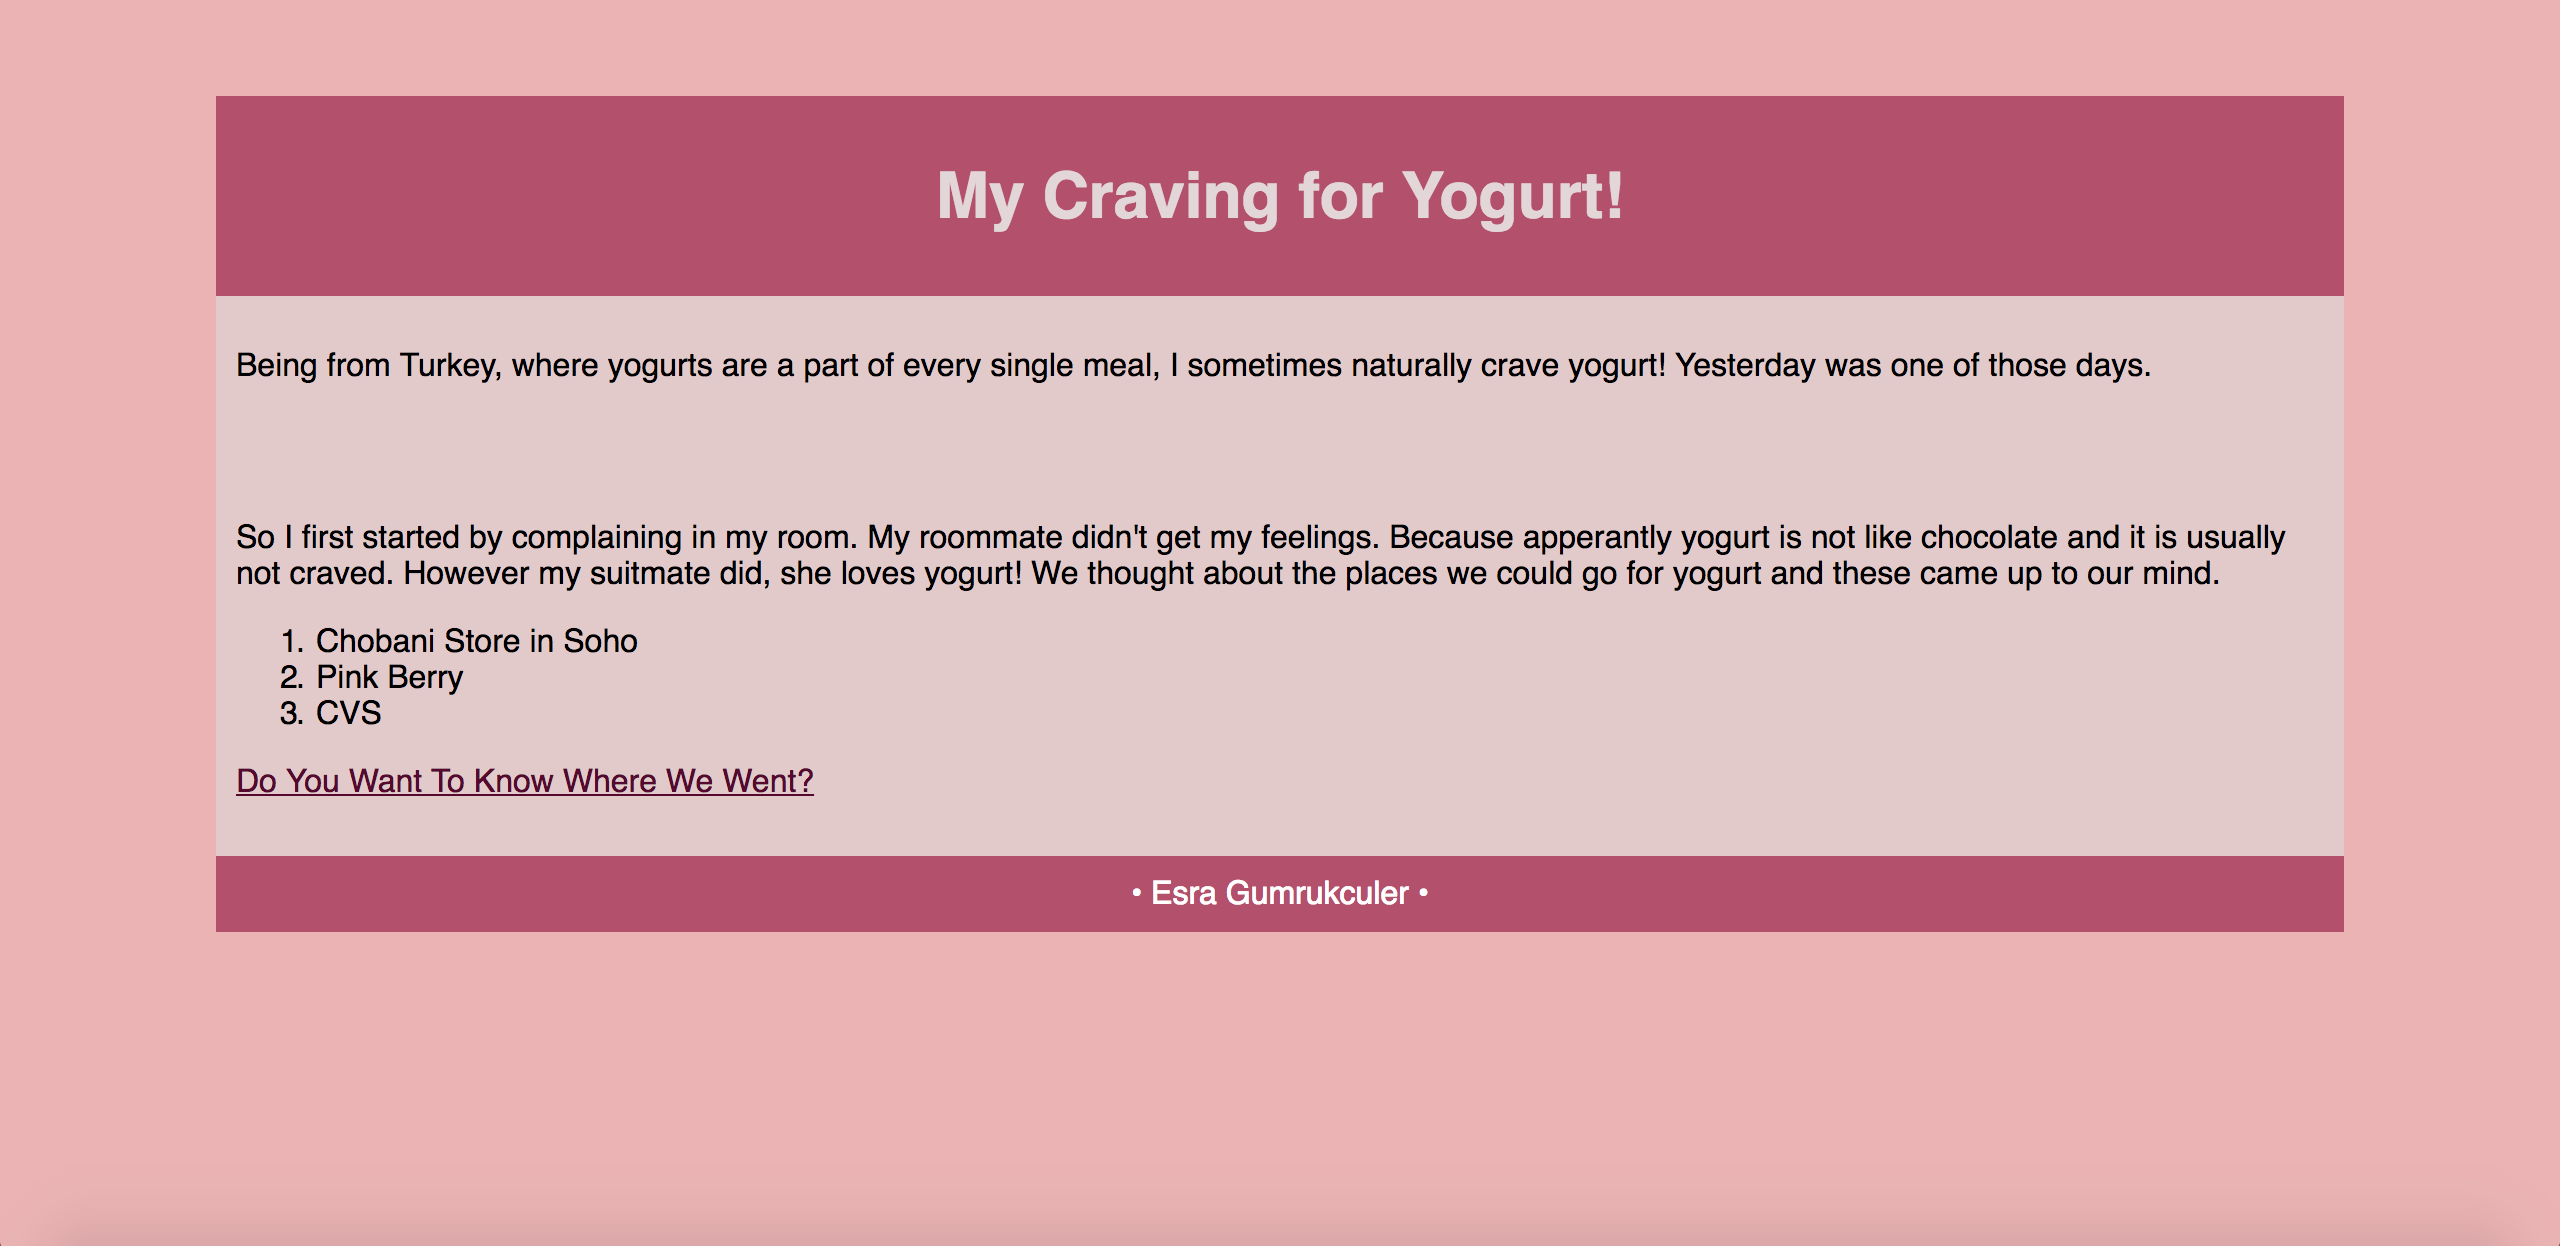 My Craving for Yogurt!
Being from Turkey, where yogurts are a part of every single meal, I sometimes naturally crave yogurt! Yesterday was one of those days.
So I first started by complaining in my room. My roommate didn't get my feelings. Because apperantly yogurt is not like chocolate and it is usually
not craved. However my suitmate did, she loves yogurt! We thought about the places we could go for yogurt and these came up to our mind.
1. Chobani Store in Soho
2. Pink Berry
3. CVS
Do You Want To Know Where We Went?
• Esra Gumrukculer •